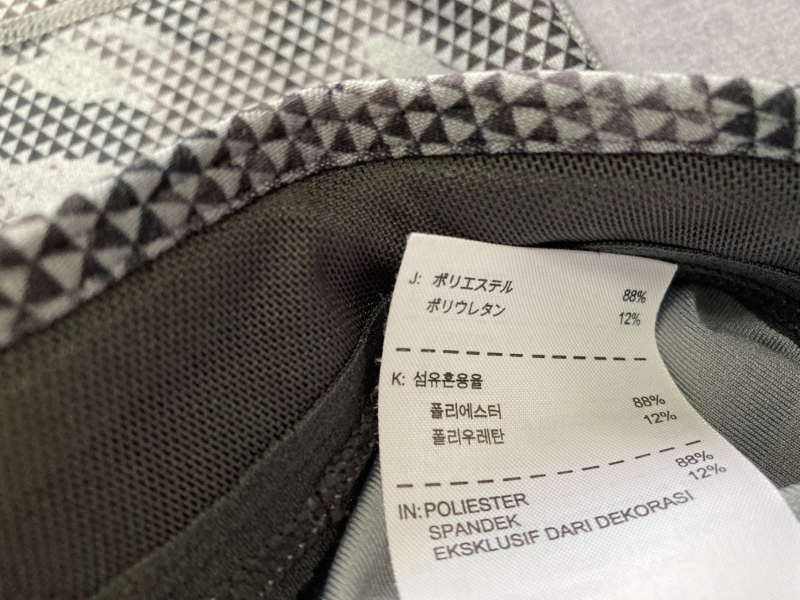 J: ポリエステル 88%
ポリウレタン 12%
K: 섬유혼용율
폴리에스터 88%
폴리우레탄 12%
IN: POLIESTER 88%
SPANDEK 12%
EKSKLUSIF DARI DEKORASI